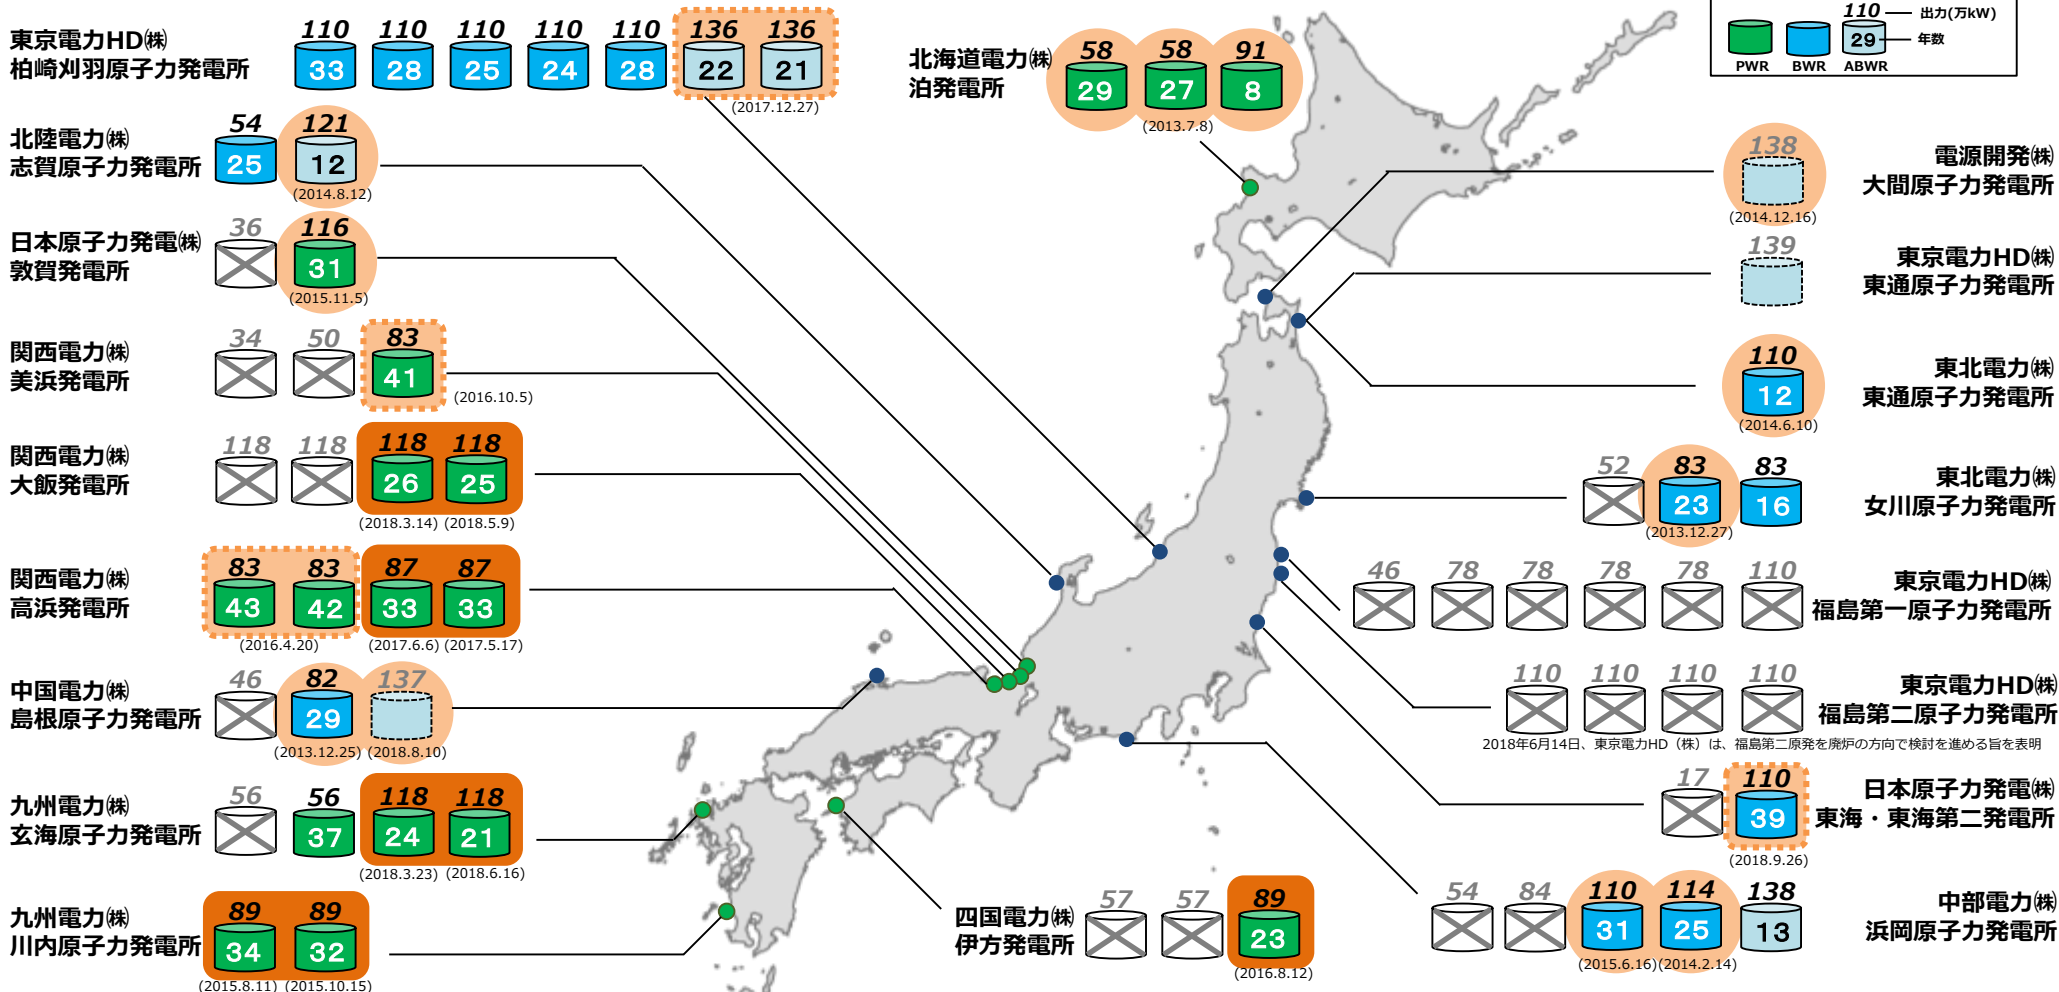 110
出力(万kW)
29
年数
PWR
BWR
ABWR
東京電力HD㈱
柏崎刈羽原子力発電所
110 110 110 110 110 136 136
33 28 25 24 28 22 21
(2017.12.27)
北海道電力㈱
泊発電所
58 58 91
29 27 8
(2013.7.8)
北陸電力㈱
志賀原子力発電所
54 121
25 12
(2014.8.12)
日本原子力発電㈱
敦賀発電所
36 116
31
(2015.11.5)
関西電力㈱
美浜発電所
34 50 83
41
(2016.10.5)
関西電力㈱
大飯発電所
118 118 118 118
26 25
(2018.3.14) (2018.5.9)
関西電力㈱
高浜発電所
83 83 87 87
43 42 33 33
(2016.4.20) (2017.6.6) (2017.5.17)
中国電力㈱
島根原子力発電所
46 82 137
29
(2013.12.25) (2018.8.10)
九州電力㈱
玄海原子力発電所
56 56 118 118
37 24 21
(2018.3.23) (2018.6.16)
九州電力㈱
川内原子力発電所
89 89
34 32
(2015.8.11) (2015.10.15)
四国電力㈱
伊方発電所
57 57 89
23
(2016.8.12)
138
電源開発㈱
大間原子力発電所
(2014.12.16)
139
東京電力HD㈱
東通原子力発電所
110
12
東北電力㈱
東通原子力発電所
(2014.6.10)
52 83 83
23 16
東北電力㈱
女川原子力発電所
(2013.12.27)
46 78 78 78 78 110
東京電力HD㈱
福島第一原子力発電所
110 110 110 110
東京電力HD㈱
福島第二原子力発電所
2018年6月14日、東京電力HD（株）は、福島第二原発を廃炉の方向で検討を進める旨を表明
17 110
39
日本原子力発電㈱
東海・東海第二発電所
(2018.9.26)
54 84 110 114 138
31 25 13
中部電力㈱
浜岡原子力発電所
(2015.6.16) (2014.2.14)